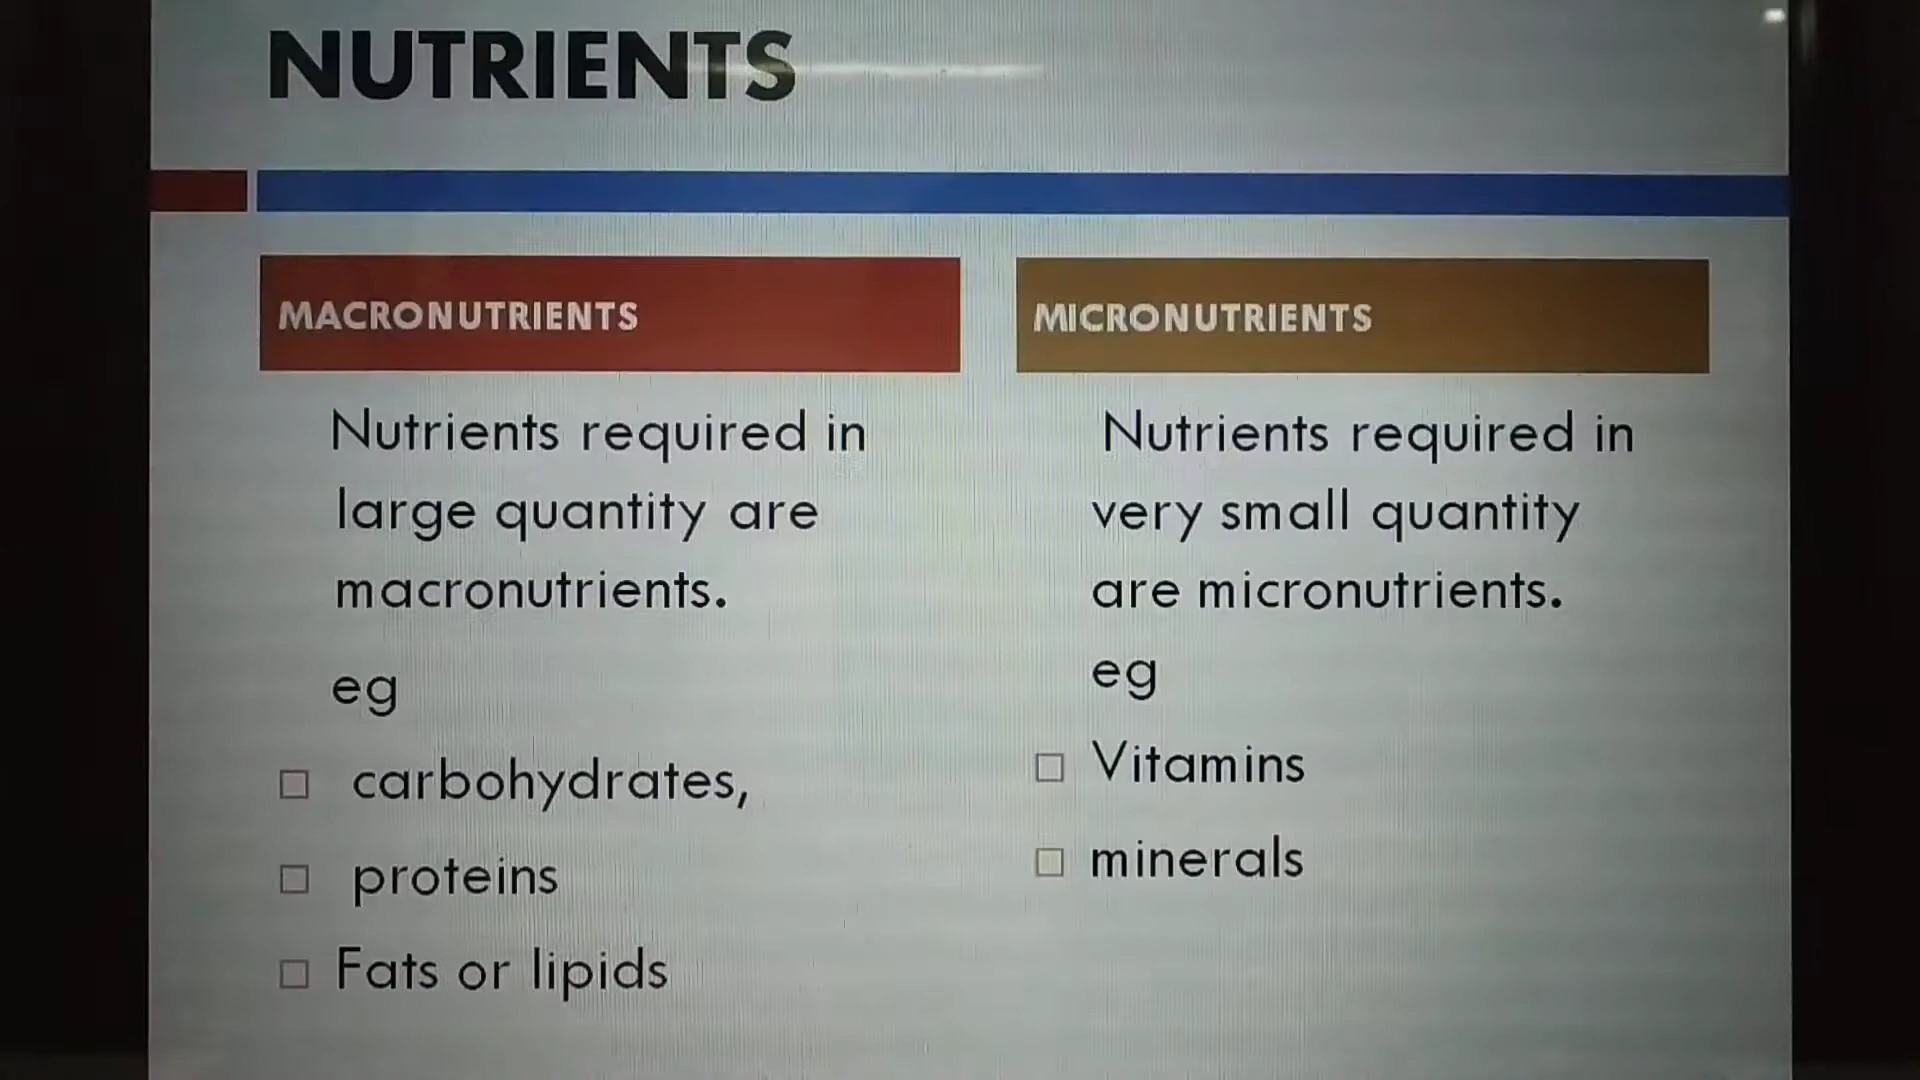 NUTRIENTS
MACRONUTRIENTS
Nutrients required in
large quantity are
macronutrients.
eg
carbohydrates,
proteins
Fats or lipids
MICRONUTRIENTS
Nutrients required in
very small quantity
are micronutrients.
eg
Vitamins
minerals